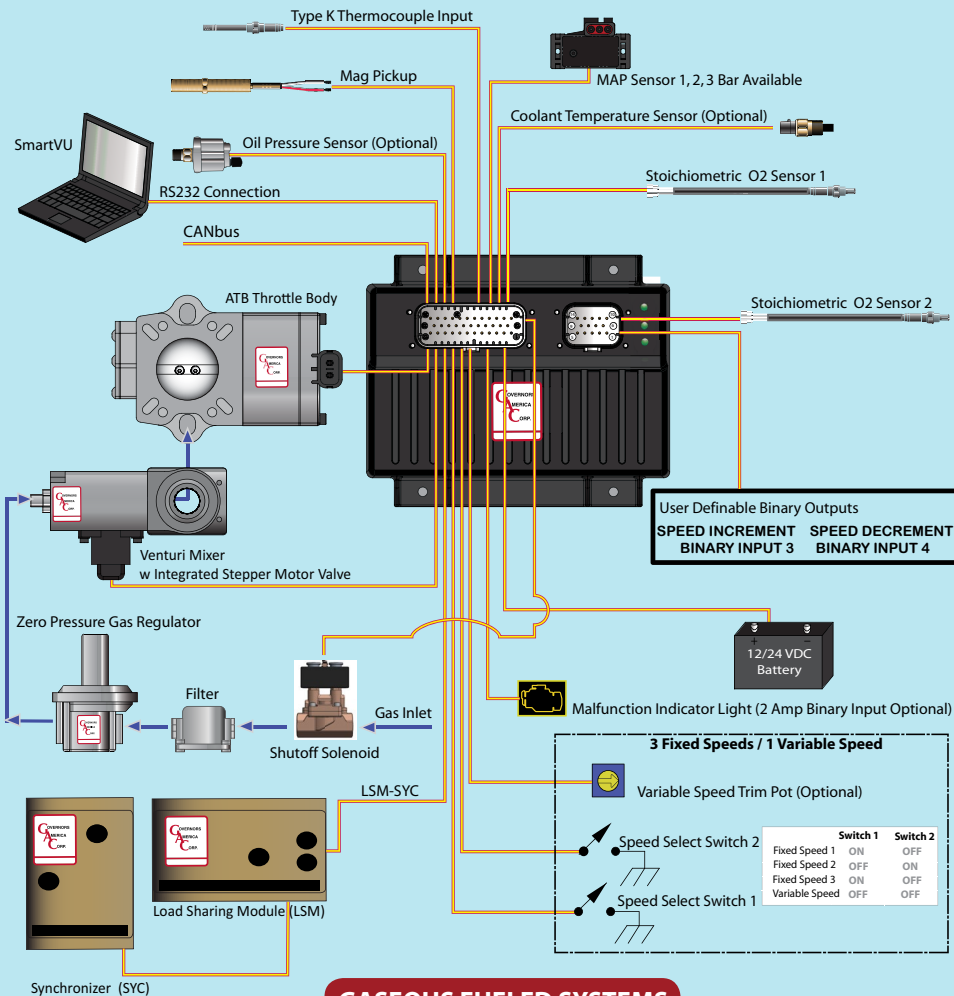 Type K Thermocouple Input
Mag Pickup
MAP Sensor 1, 2, 3 Bar Available
Coolant Temperature Sensor (Optional)
SmartVU
Oil Pressure Sensor (Optional)
Stoichiometric O2 Sensor 1
RS232 Connection
CANbus
ATB Throttle Body
Stoichiometric O2 Sensor 2
GOVERNORS
AMERICA
CORP.
GOVERNORS
AMERICA
CORP.
GOVERNORS
AMERICA
CORP.
User Definable Binary Outputs
SPEED INCREMENT SPEED DECREMENT
BINARY INPUT 3 BINARY INPUT 4
Venturi Mixer
w Integrated Stepper Motor Valve
Zero Pressure Gas Regulator
Filter
Gas Inlet
Shutoff Solenoid
+ −
12/24 VDC
Battery
Malfunction Indicator Light (2 Amp Binary Input Optional)
3 Fixed Speeds / 1 Variable Speed
Variable Speed Trim Pot (Optional)
LSM-SYC
Speed Select Switch 2
Speed Select Switch 1
Switch 1 Switch 2
Fixed Speed 1 ON OFF
Fixed Speed 2 OFF ON
Fixed Speed 3 ON OFF
Variable Speed OFF OFF
GOVERNORS
AMERICA
CORP.
GOVERNORS
AMERICA
CORP.
Load Sharing Module (LSM)
Synchronizer (SYC)
GASEOUS FUELED SYSTEMS